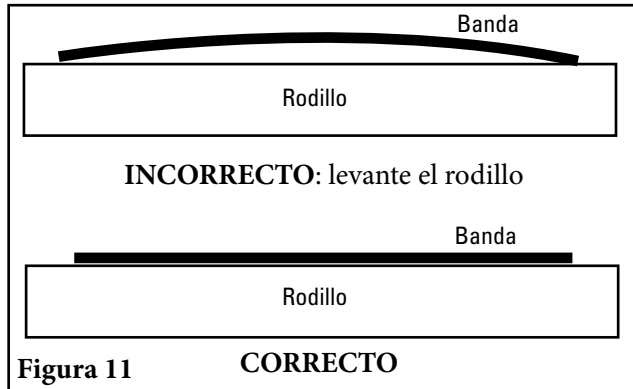 Banda
Rodillo
INCORRECTO: levante el rodillo
Banda
Rodillo
Figura 11 CORRECTO